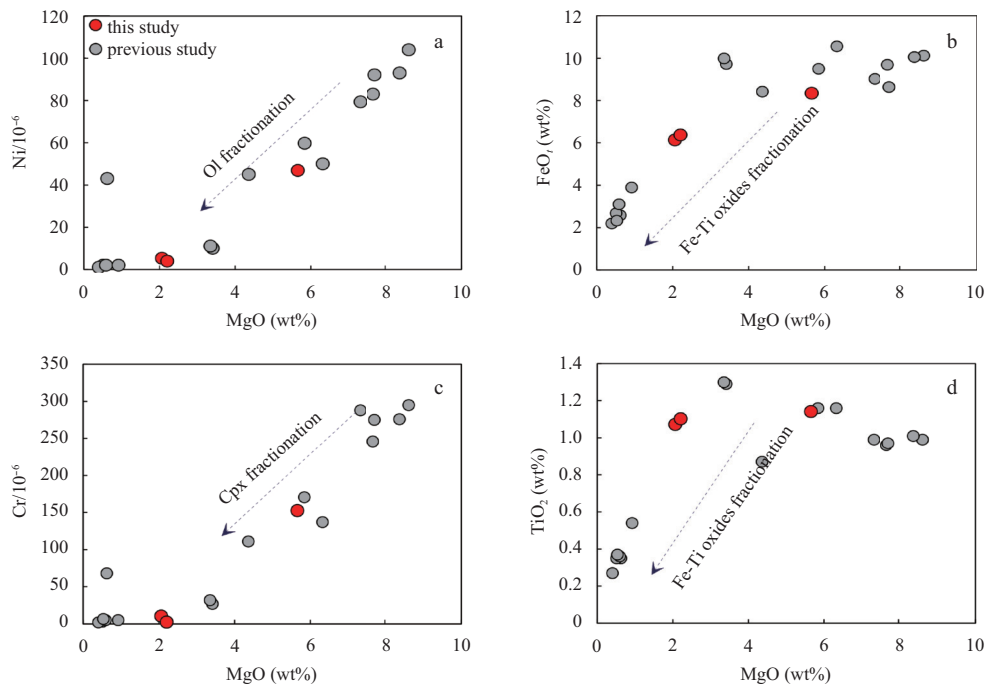 this study
previous study
a
120
100
80
60
40
20
0
Ni/10⁻⁶
Ol fractionation
0 2 4 6 8 10
MgO (wt%)
b
12
10
8
6
4
2
0
FeOₜ (wt%)
Fe-Ti oxides fractionation
0 2 4 6 8 10
MgO (wt%)
c
350
300
250
200
150
100
50
0
Cr/10⁻⁶
Cpx fractionation
0 2 4 6 8 10
MgO (wt%)
d
1.4
1.2
1.0
0.8
0.6
0.4
0.2
0
TiO₂ (wt%)
Fe-Ti oxides fractionation
0 2 4 6 8 10
MgO (wt%)